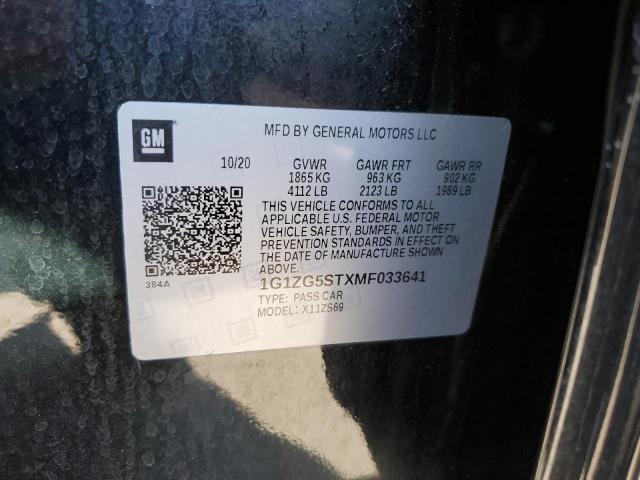 GM
MFD BY GENERAL MOTORS LLC
10/20 GVWR GAWR FRT GAWR RR
1865 KG 963 KG 902 KG
4112 LB 2123 LB 1989 LB
THIS VEHICLE CONFORMS TO ALL
APPLICABLE U.S. FEDERAL MOTOR
VEHICLE SAFETY, BUMPER, AND THEFT
PREVENTION STANDARDS IN EFFECT ON
THE DATE OF MANUFACTURE SHOWN
ABOVE.
384A
1G1ZG5STXMF033641
TYPE: PASS CAR
MODEL: X11ZS69